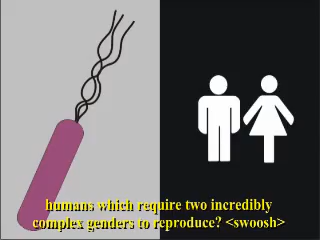 humans which require two incredibly
complex genders to reproduce? <swoosh>